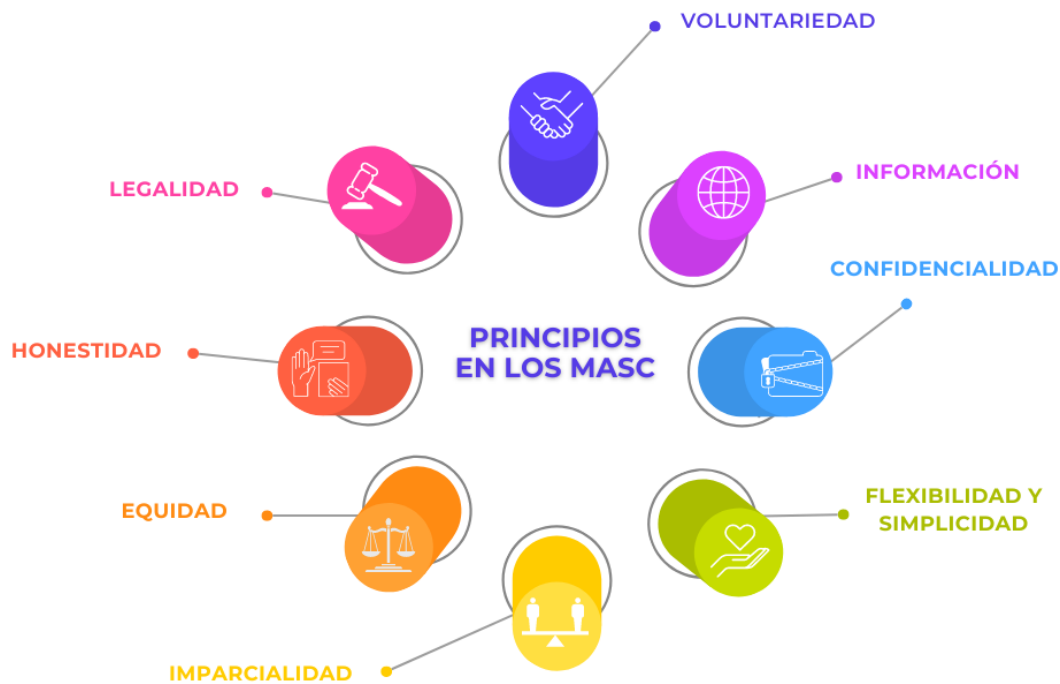 VOLUNTARIEDAD
INFORMACIÓN
CONFIDENCIALIDAD
FLEXIBILIDAD Y
SIMPLICIDAD
IMPARCIALIDAD
EQUIDAD
HONESTIDAD
LEGALIDAD
PRINCIPIOS
EN LOS MASC